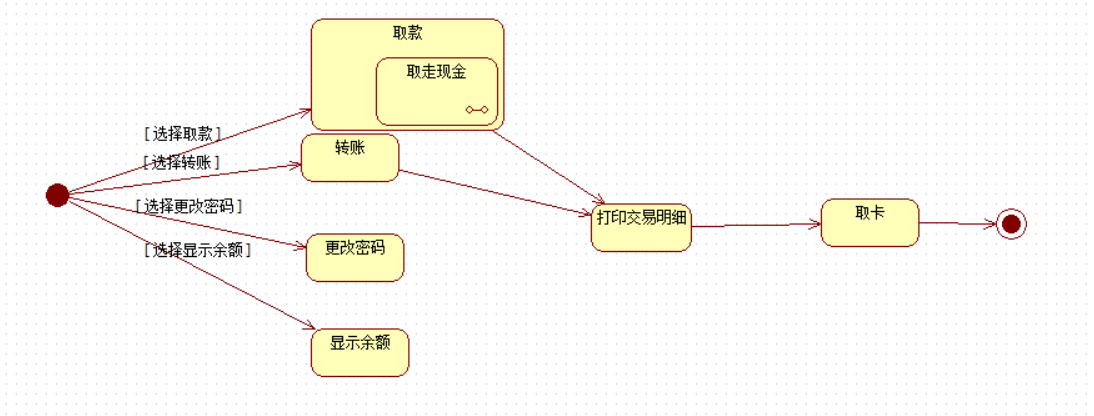 取款
取走现金
[选择取款]
转账
[选择转账]
[选择更改密码]
打印交易明细
取卡
更改密码
[选择显示余额]
显示余额